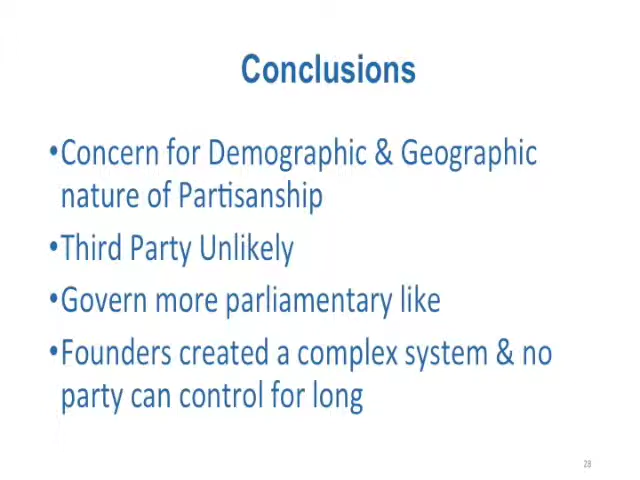 Conclusions
•Concern for Demographic & Geographic
nature of Partisanship
•Third Party Unlikely
•Govern more parliamentary like
•Founders created a complex system & no
party can control for long
28